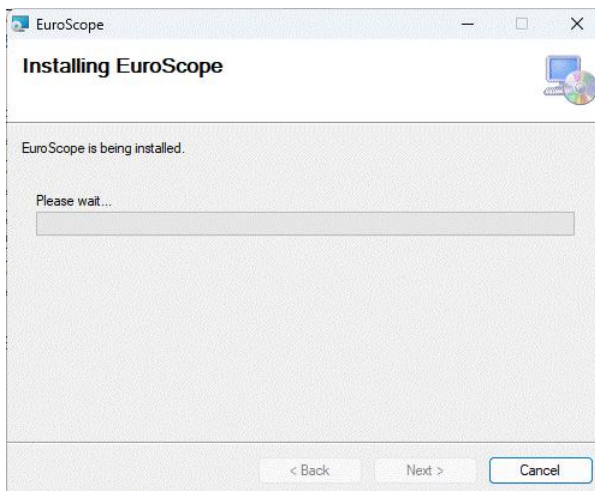 EuroScope
Installing EuroScope
EuroScope is being installed.
Please wait...
< Back
Next >
Cancel